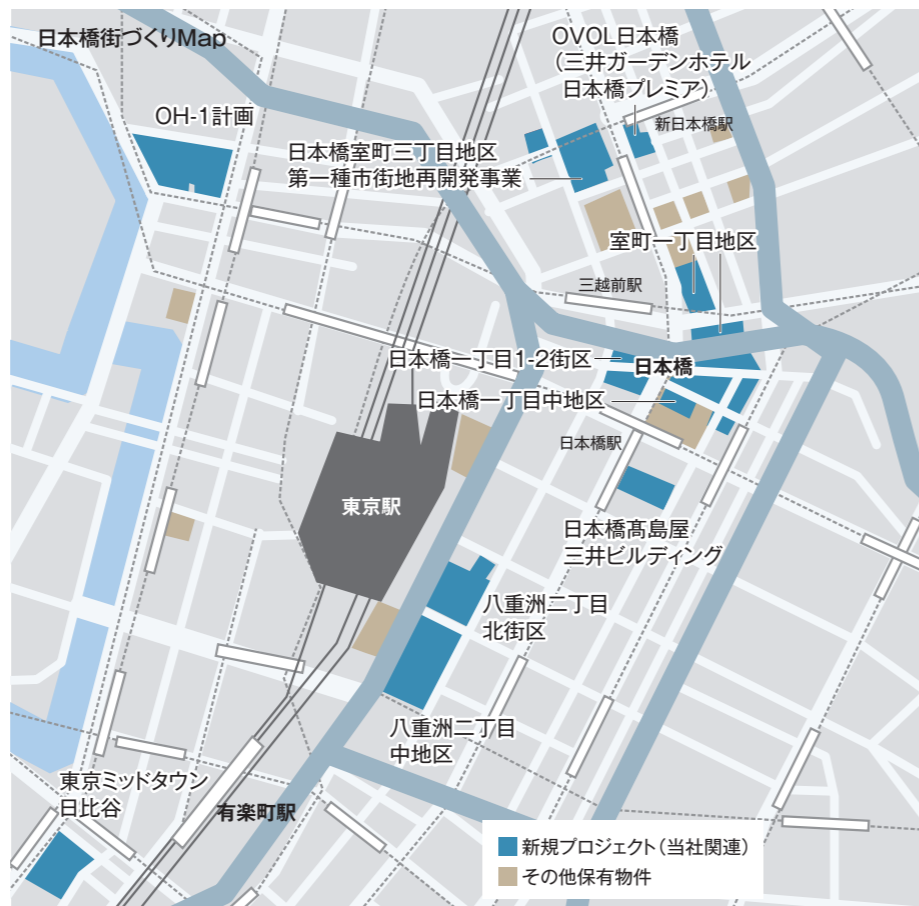 日本橋街づくりMap
OVOL日本橋
（三井ガーデンホテル
日本橋プレミア）
OH-1計画
新日本橋駅
日本橋室町三丁目地区
第一種市街地再開発事業
室町一丁目地区
三越前駅
日本橋一丁目1-2街区
日本橋
日本橋一丁目中地区
日本橋駅
東京駅
日本橋髙島屋
三井ビルディング
八重洲二丁目
北街区
八重洲二丁目
中地区
東京ミッドタウン
日比谷
有楽町駅
新規プロジェクト（当社関連）
その他保有物件